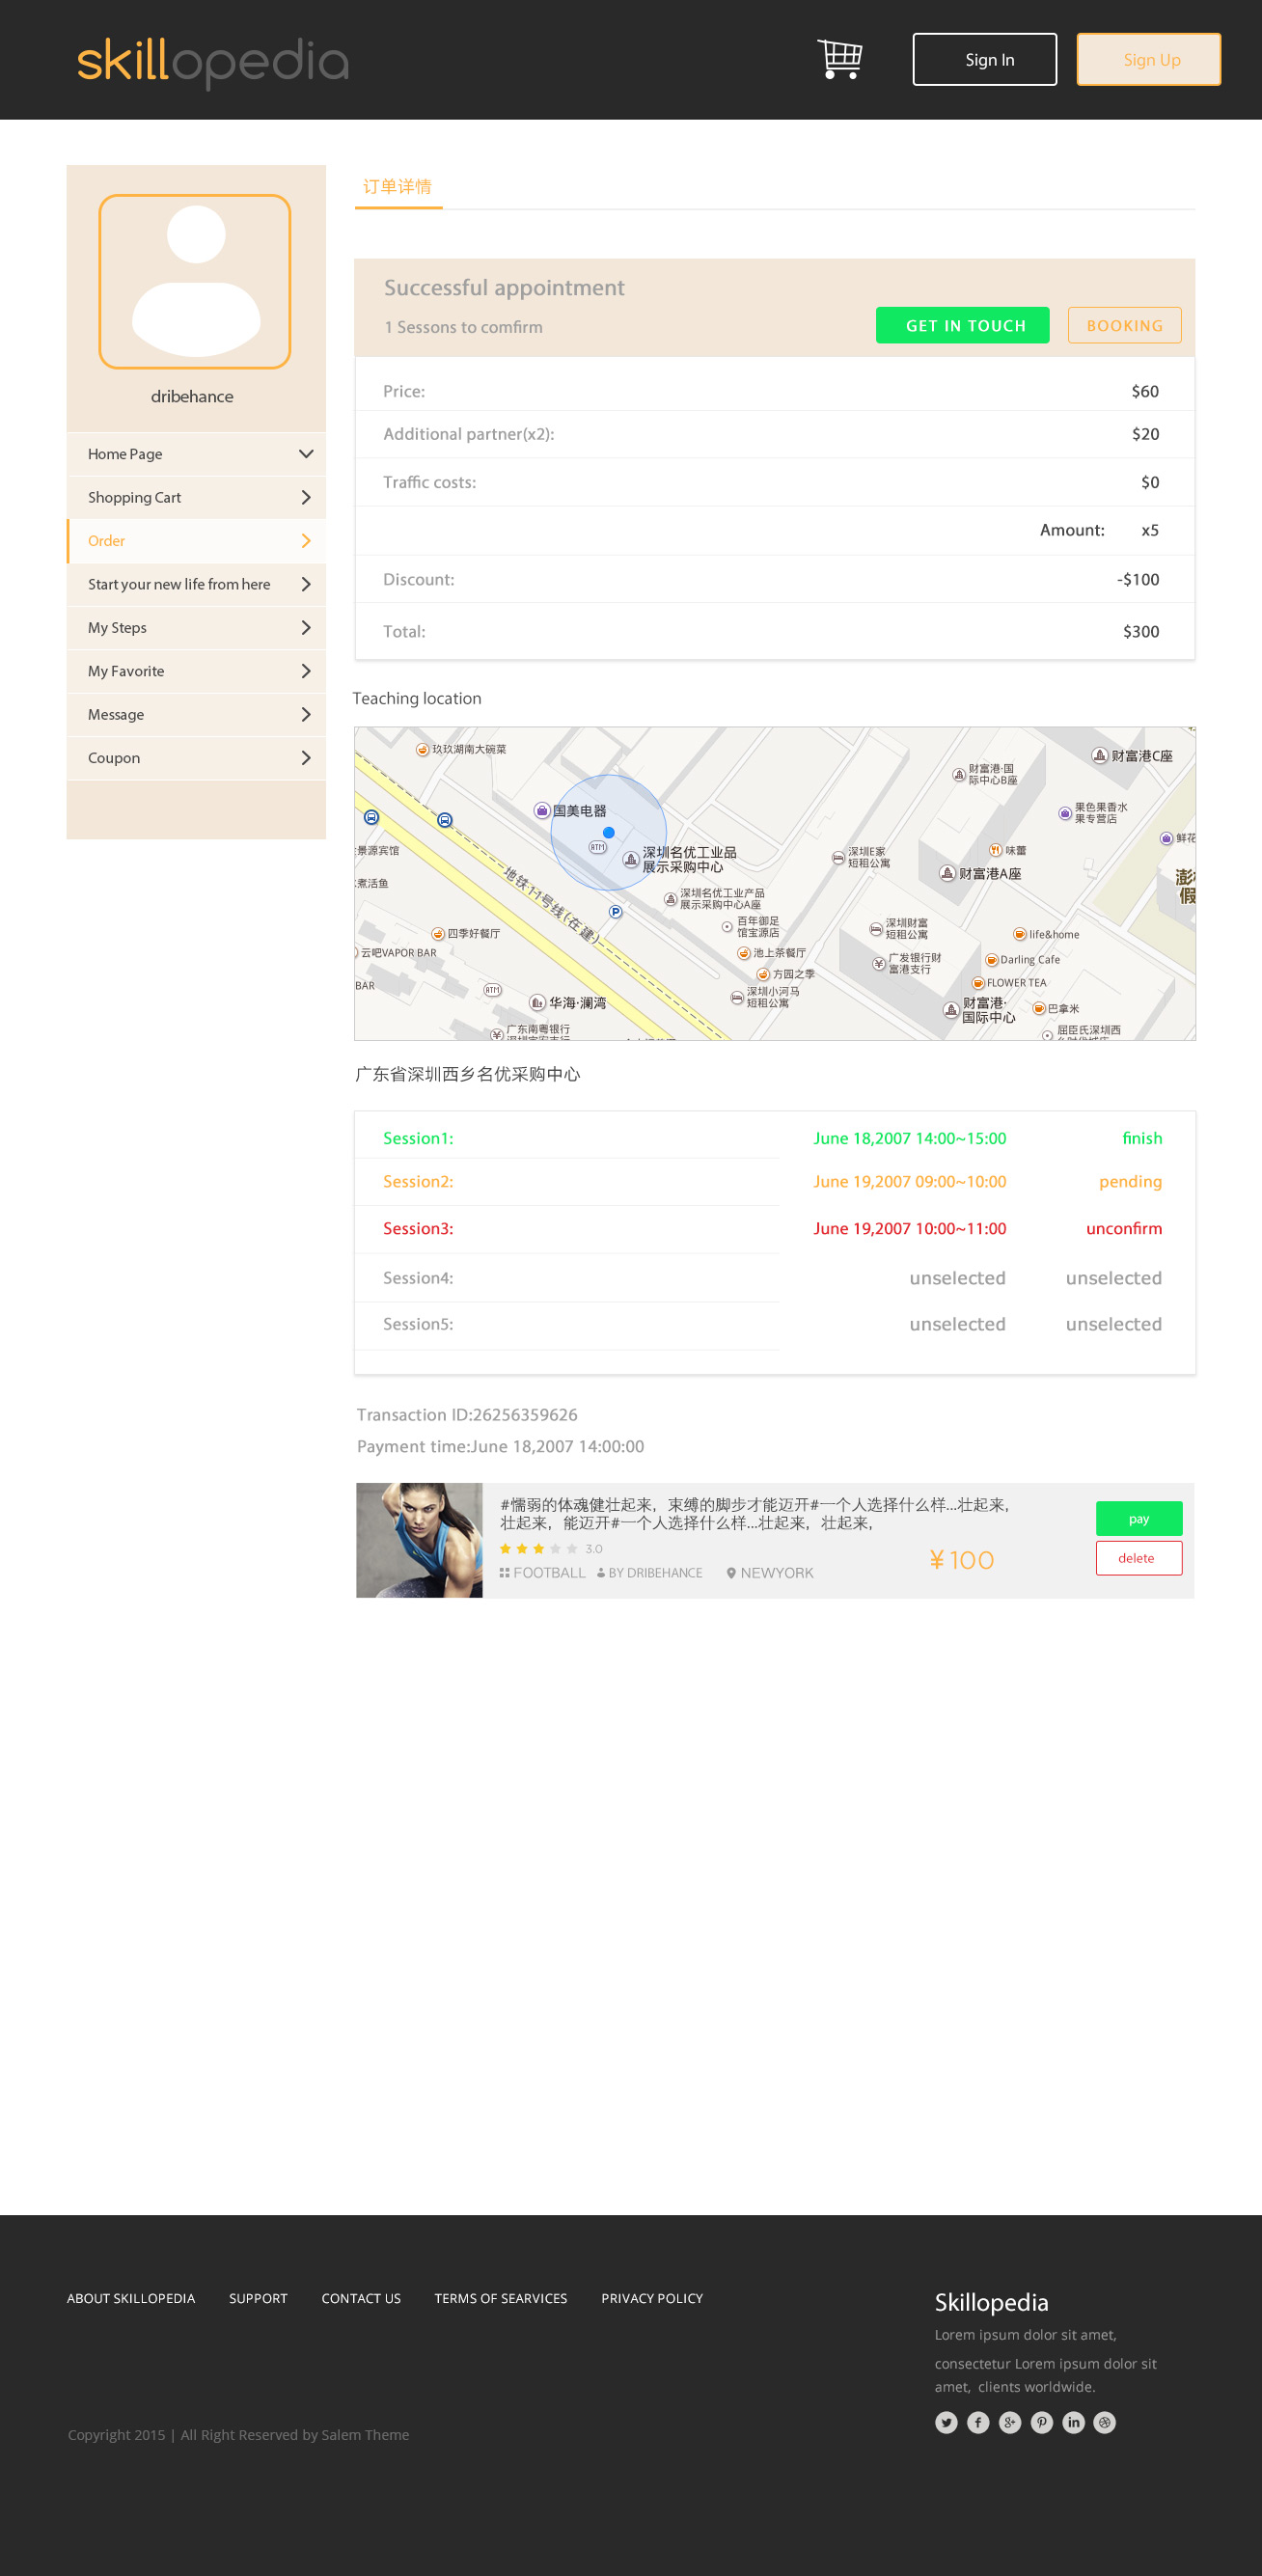 skillopedia
Sign In
Sign Up
订单详情
dribehance
Home Page
Shopping Cart
Order
Start your new life from here
My Steps
My Favorite
Message
Coupon
Successful appointment
1 Sessons to comfirm
GET IN TOUCH
BOOKING
Price: $60
Additional partner(x2): $20
Traffic costs: $0
Amount: x5
Discount: -$100
Total: $300
Teaching location
玖玖湖南大碗菜
财富港C座
财富港·国
际中心B座
国美电器
果色果香水
果专营店
鲜花
景源宾馆
ATM
深圳名优工业品
展示采购中心
深圳E家
短租公寓
味蕾
财富港A座
煮活鱼
地铁11号线(在建)
深圳名优工业产品
展示采购中心A座
澎
假
P
百年御足
馆宝源店
深圳财富
短租公寓
四季好餐厅
life&home
云吧VAPOR BAR
池上茶餐厅
广发银行财
富港支行
Darling Cafe
方园之季
BAR
ATM
深圳小河马
短租公寓
FLOWER TEA
华海·澜湾
财富港·
国际中心
巴拿米
广东南粤银行
屈臣氏深圳西
广东省深圳西乡名优采购中心
Session1: June 18,2007 14:00~15:00 finish
Session2: June 19,2007 09:00~10:00 pending
Session3: June 19,2007 10:00~11:00 unconfirm
Session4: unselected unselected
Session5: unselected unselected
Transaction ID:26256359626
Payment time:June 18,2007 14:00:00
#懦弱的体魂健壮起来，束缚的脚步才能迈开#一个人选择什么样...壮起来，
壮起来，能迈开#一个人选择什么样...壮起来，壮起来，
3.0
FOOTBALL BY DRIBEHANCE NEWYORK
¥100
pay
delete
ABOUT SKILLOPEDIA SUPPORT CONTACT US TERMS OF SEARVICES PRIVACY POLICY
Skillopedia
Lorem ipsum dolor sit amet,
consectetur Lorem ipsum dolor sit
amet, clients worldwide.
Copyright 2015 | All Right Reserved by Salem Theme